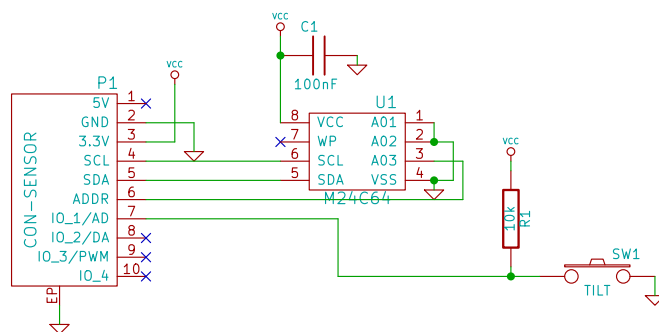 VCC
C1
VCC
100nF
P1
5V 1
GND 2
3.3V 3
SCL 4
SDA 5
ADDR 6
IO_1/AD 7
IO_2/DA 8
IO_3/PWM 9
IO_4 10
CON-SENSOR
EP
U1
8 VCC A01 1
7 WP A02 2
6 SCL A03 3
5 SDA VSS 4
M24C64
VCC
10k
R1
SW1
TILT